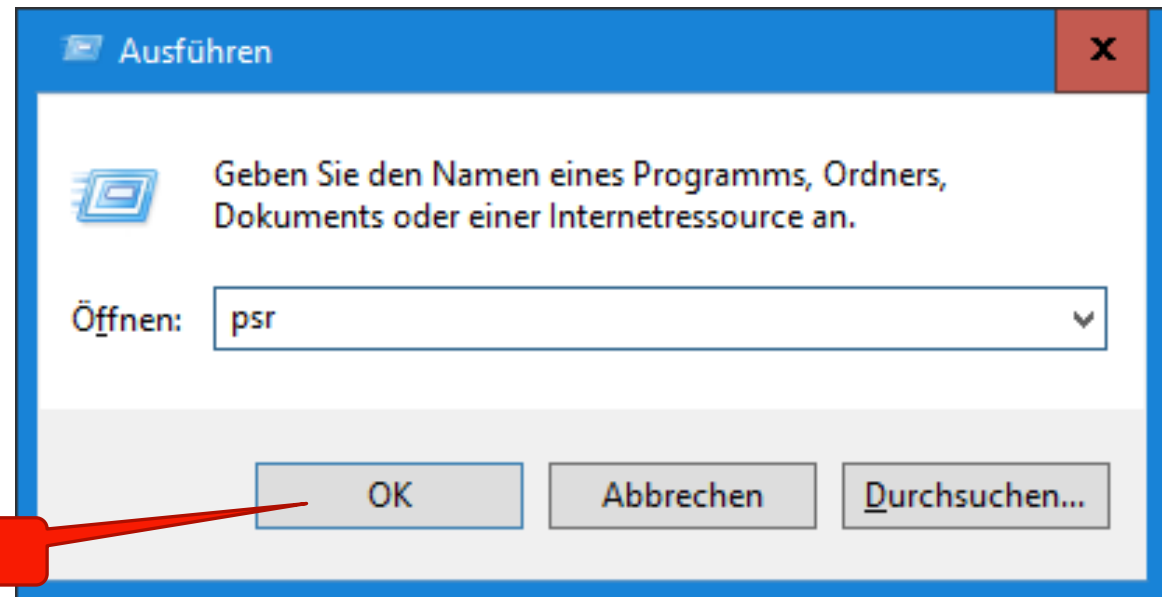 Ausführen
x
Geben Sie den Namen eines Programms, Ordners,
Dokuments oder einer Internetressource an.
Öffnen: psr
OK Abbrechen Durchsuchen...